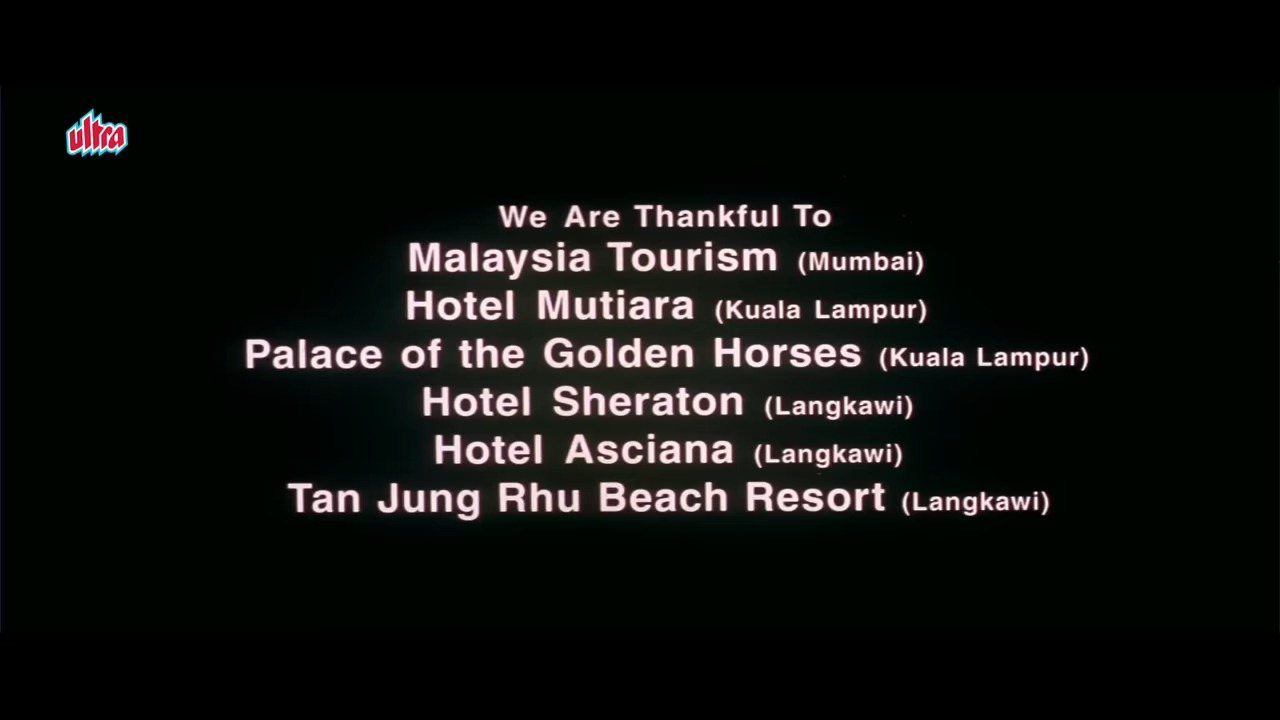 ultra
We Are Thankful To
Malaysia Tourism (Mumbai)
Hotel Mutiara (Kuala Lampur)
Palace of the Golden Horses (Kuala Lampur)
Hotel Sheraton (Langkawi)
Hotel Asciana (Langkawi)
Tan Jung Rhu Beach Resort (Langkawi)